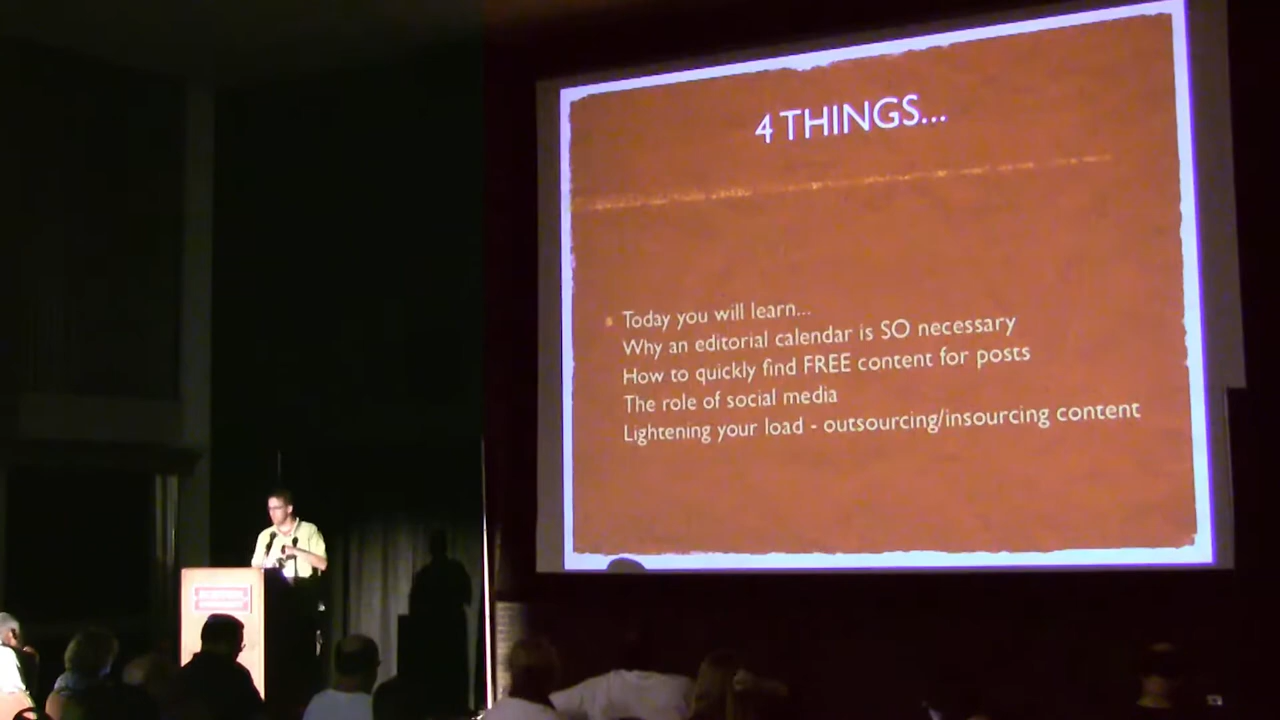 4 THINGS...
Today you will learn...
Why an editorial calendar is SO necessary
How to quickly find FREE content for posts
The role of social media
Lightening your load - outsourcing/insourcing content